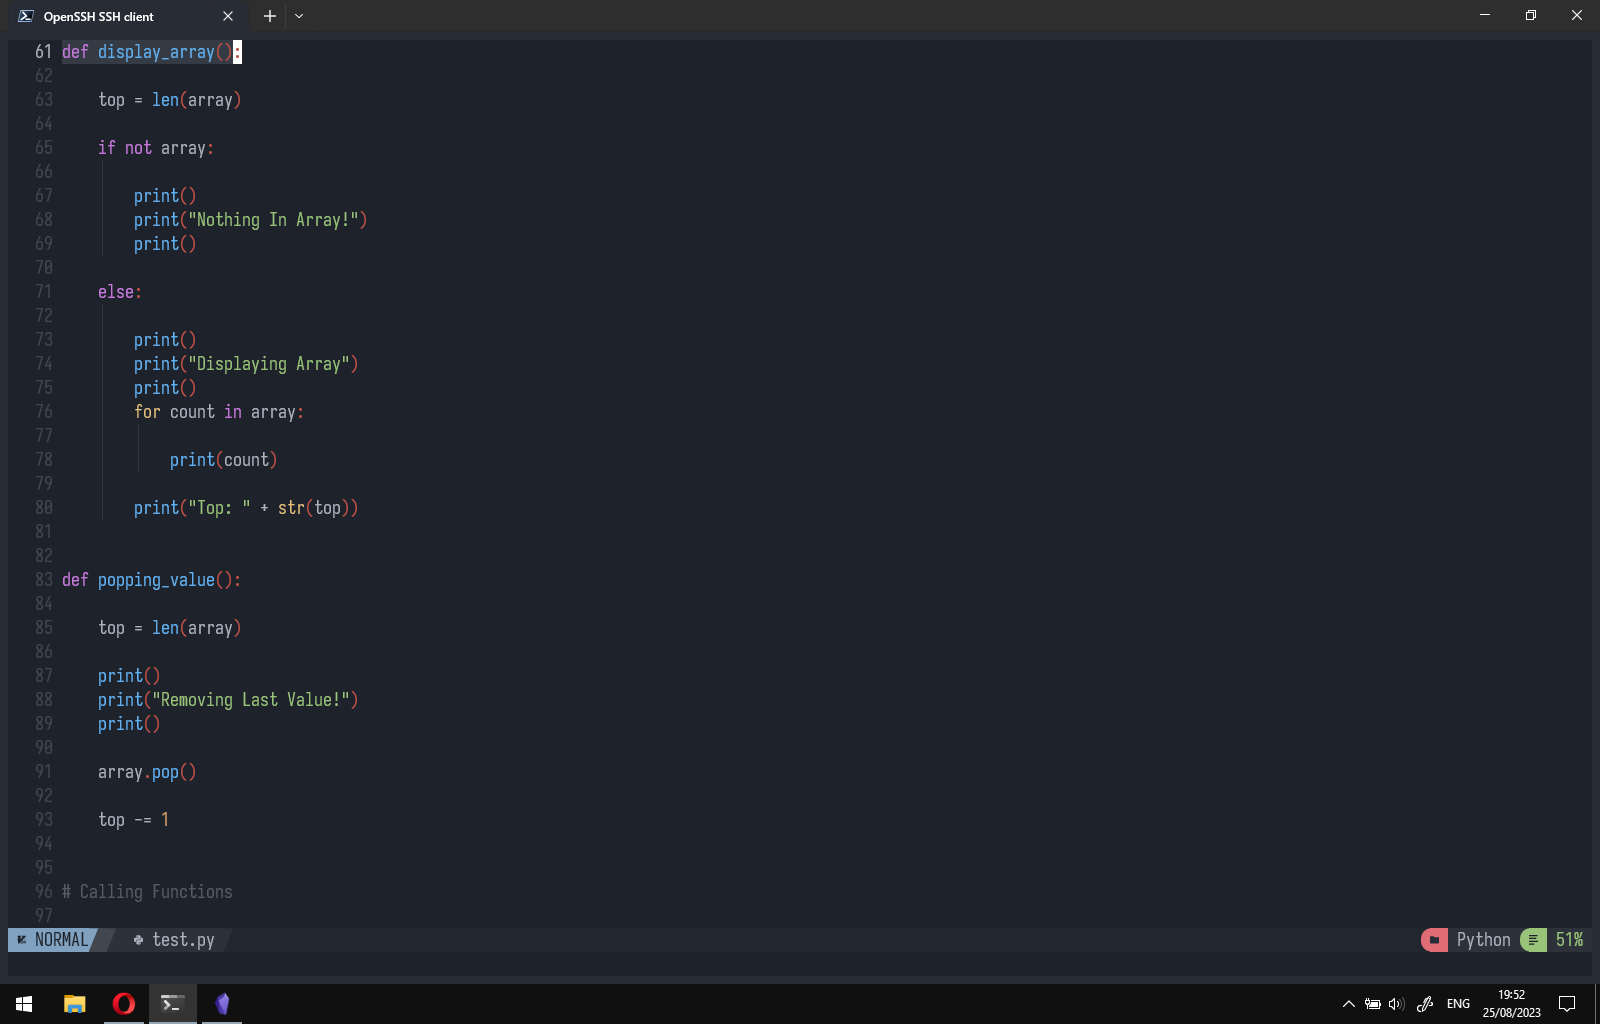 OpenSSH SSH client
61 def display_array():
62
63     top = len(array)
64
65     if not array:
66
67         print()
68         print("Nothing In Array!")
69         print()
70
71     else:
72
73         print()
74         print("Displaying Array")
75         print()
76         for count in array:
77
78             print(count)
79
80         print("Top: " + str(top))
81
82
83 def popping_value():
84
85     top = len(array)
86
87     print()
88     print("Removing Last Value!")
89     print()
90
91     array.pop()
92
93     top -= 1
94
95
96 # Calling Functions
97
NORMAL test.py Python 51%
ENG 19:52
25/08/2023